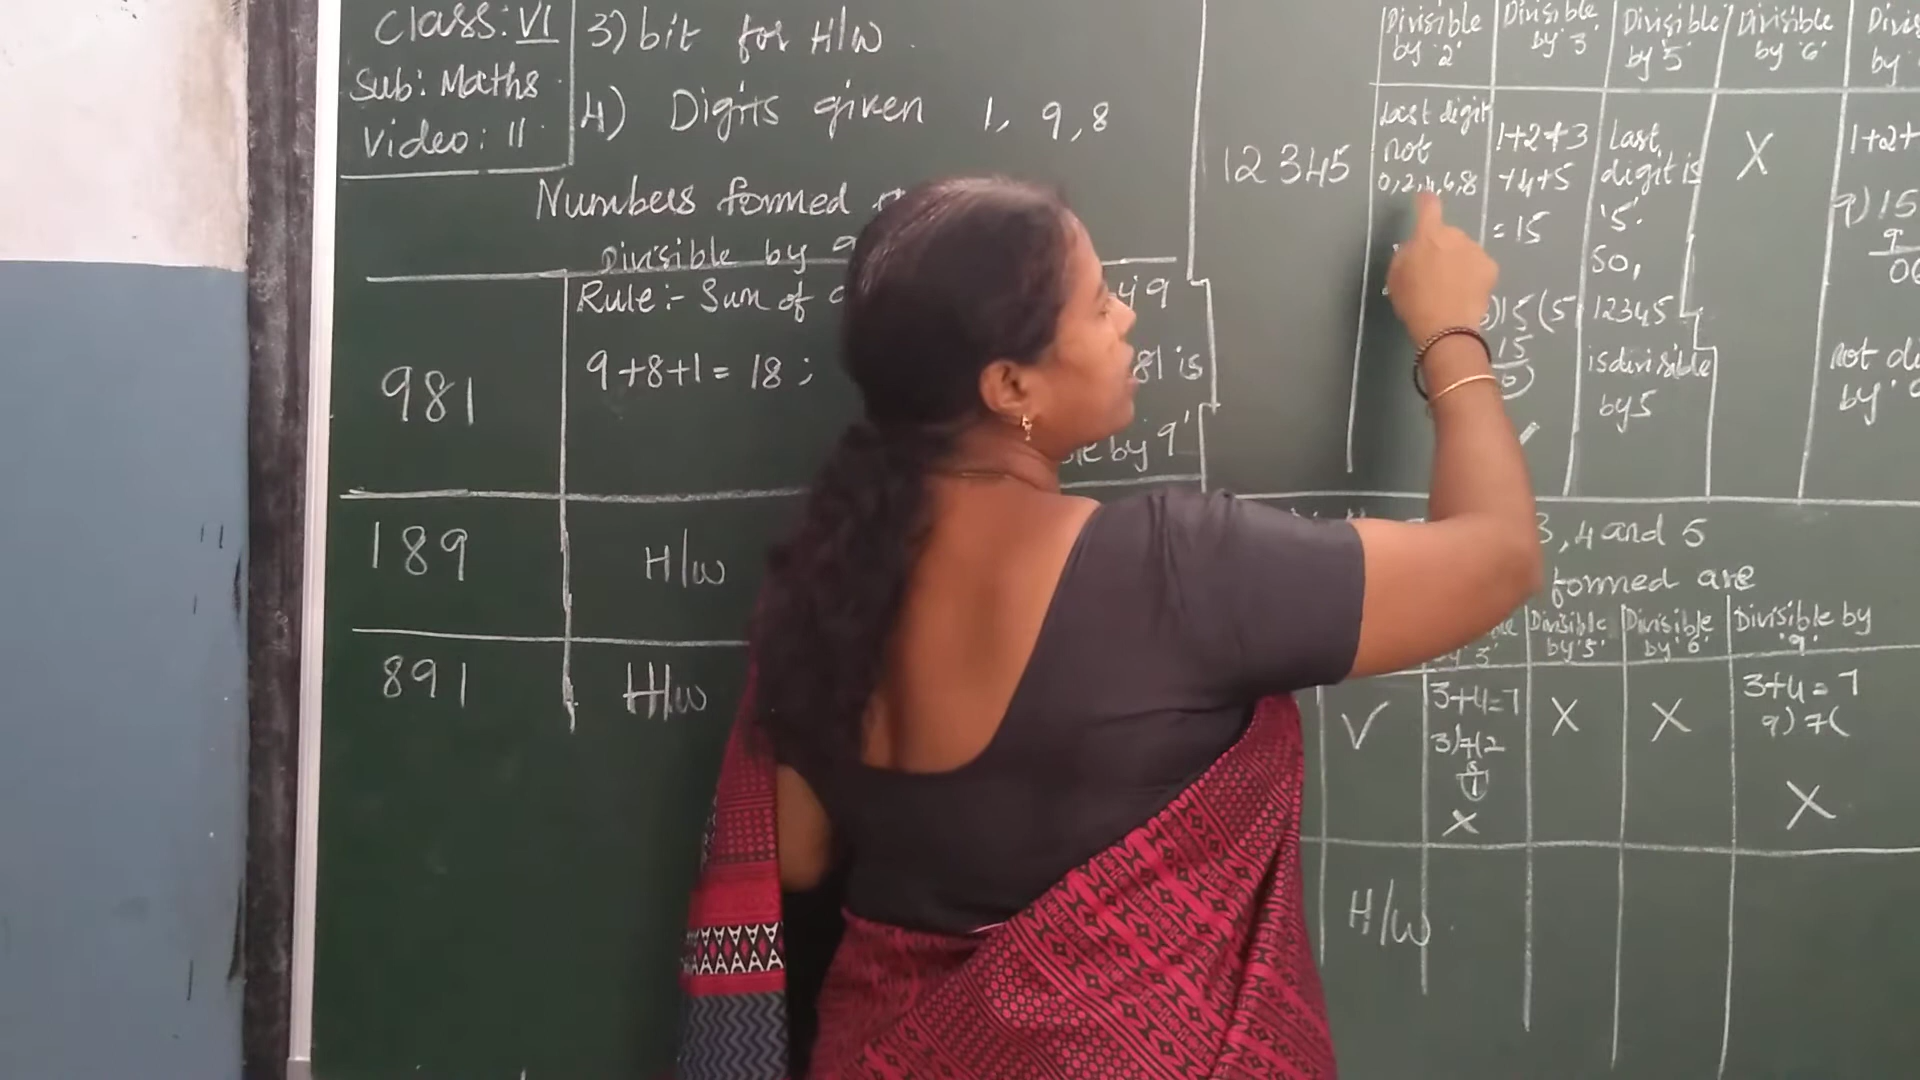 Class: VI
Sub: Maths
Video: 11
3) bit for H/W.
4) Digits given 1, 9, 8
Numbers formed
Divisible by 9
981
Rule:- Sum of
by 9
9+8+1= 18 ;
81 is
by 9'
189
H/W
891
H/W
12345
Divisible by '2'
Last digit
not
0,2,4,6,8
Divisible by '3'
1+2+3
+4+5
= 15
)15(5
15
0
Divisible by '5'
Last
digit is
'5'.
So,
12345
is divisible
by 5
Divisible by '6'
X
by
1+2+
9)15
9
not di
by '9
3, 4 and 5
formed are
by '3'
Divisible
by '5'
Divisible
by '6'
Divisible by
'9'
✓
3+4=7
3)7(2
6
1
X
X
X
3+4=7
9)7(
X
H/W.